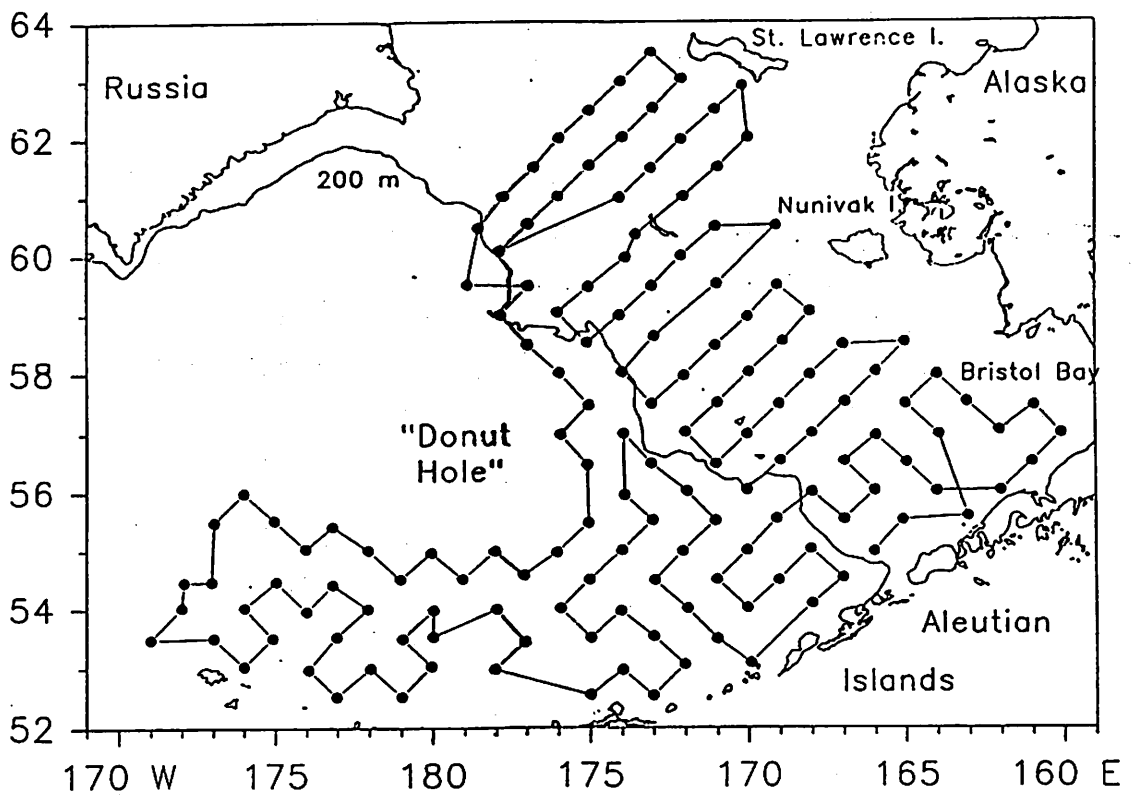 64
St. Lawrence I.
Russia
Alaska
62
200 m
Nunivak I.
60
58
Bristol Bay
"Donut
Hole"
56
54
Aleutian
Islands
52
170 W
175
180
175
170
165
160 E